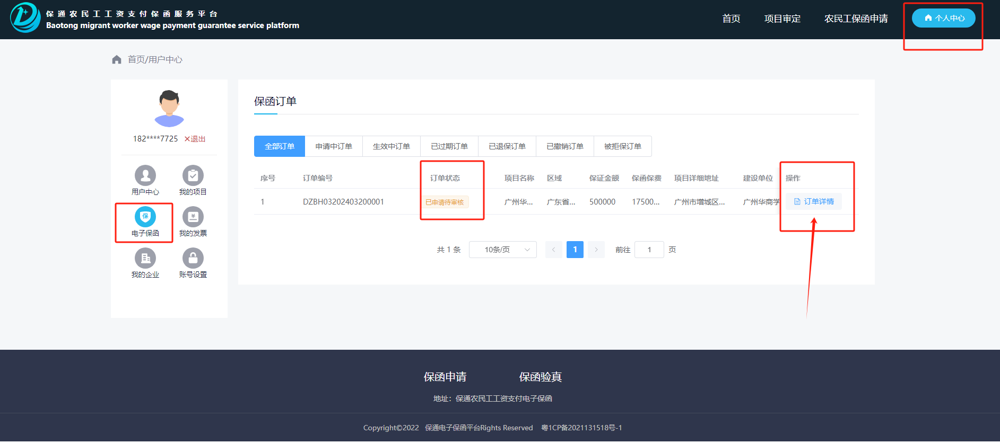 保通农民工工资支付保函服务平台
Baotong migrant worker wage payment guarantee service platform
首页 项目审定 农民工保函申请 个人中心
首页/用户中心
182****7725 ✕退出
用户中心 我的项目
保
电子保函 我的发票
我的企业 账号设置
保函订单
全部订单 申请中订单 生效中订单 已过期订单 已退保订单 已撤销订单 被拒保订单
序号 订单编号 订单状态 项目名称 区域 保证金额 保函保费 项目详细地址 建设单位 操作
1 DZBH03202403200001 已申请待审核 广州华... 广东省... 500000 17500... 广州市增城区... 广州华商学 订单详情
共 1 条 10条/页 1 前往 1 页
保函申请 保函验真
地址：保通农民工工资支付电子保函
Copyright©2022 保通电子保函平台Rights Reserved 粤1CP备2021131518号-1